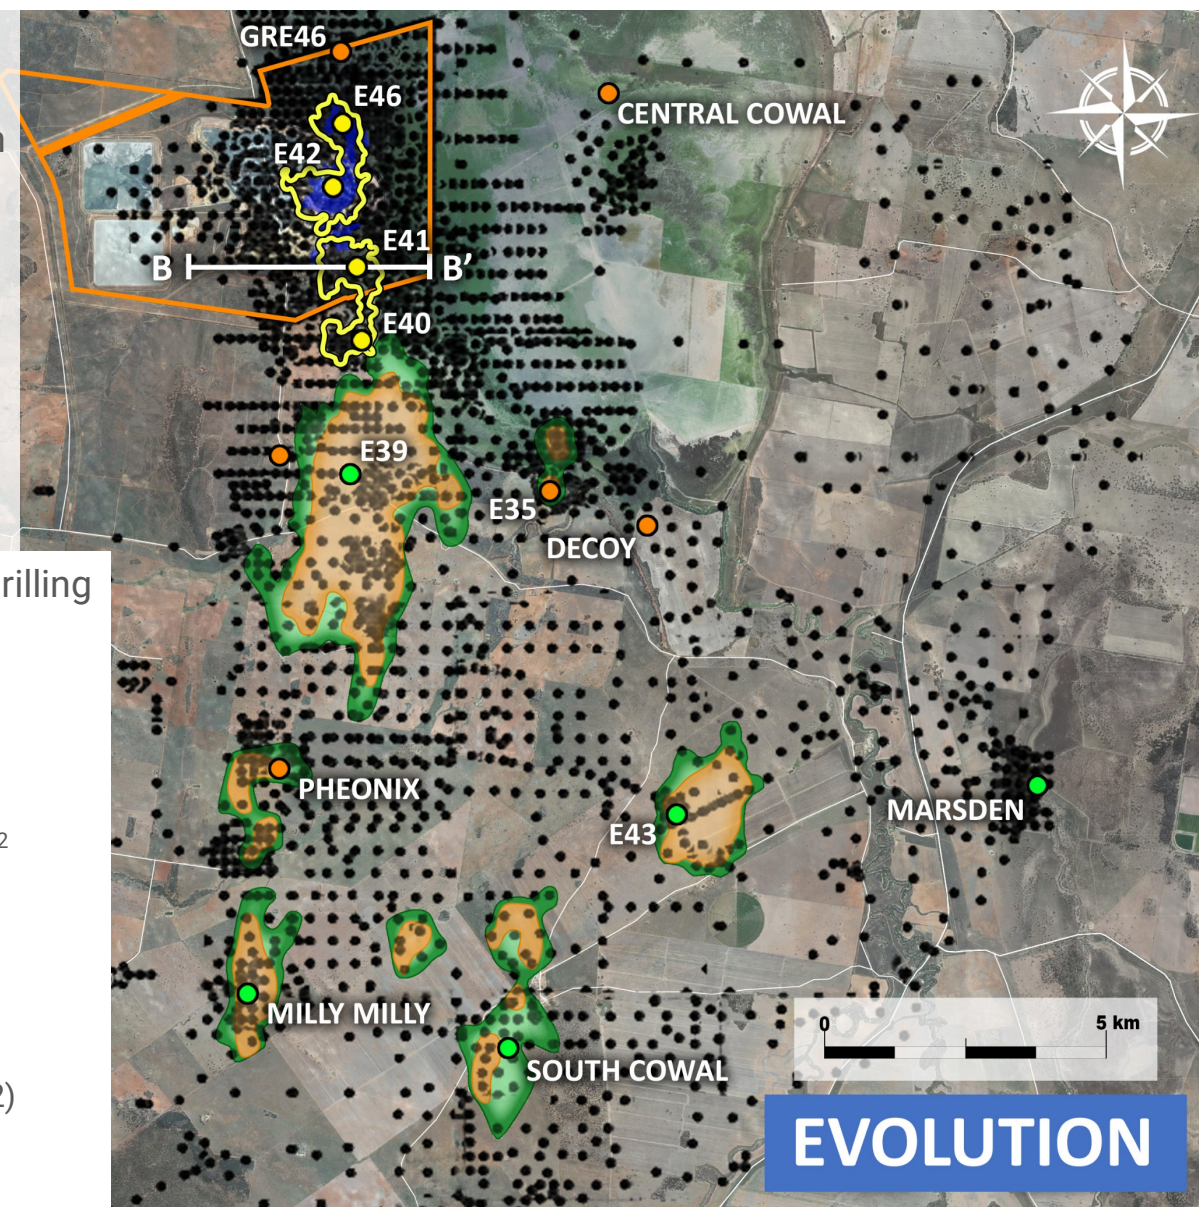 GRE46
E46
CENTRAL COWAL
E42
E41
B
B’
E40
E39
E35
DECOY
rilling
PHEONIX
MARSDEN
E43
2
MILLY MILLY
0
5 km
SOUTH COWAL
2)
EVOLUTION